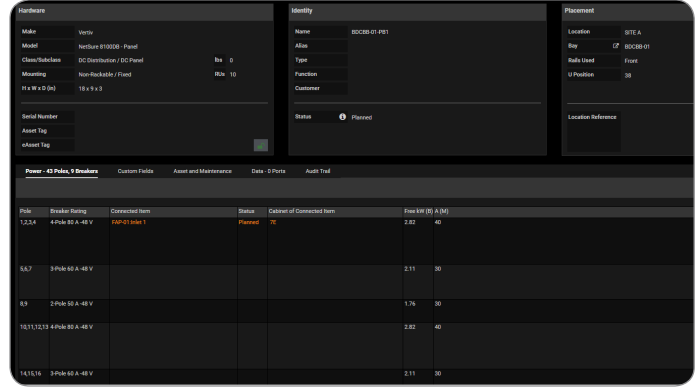 Hardware
Make Vertiv
Model NetSure 8100DB - Panel
Class/Subclass DC Distribution / DC Panel lbs 0
Mounting Non-Rackable / Fixed RUs 10
H x W x D (in) 18 x 9 x 3
Serial Number
Asset Tag
eAsset Tag
Identity
Name BDCBB-01-PB1
Alias
Type
Function
Customer
Status Planned
Placement
Location SITE A
Bay BDCBB-01
Rails Used Front
U Position 38
Location Reference
Power - 43 Poles, 9 Breakers Custom Fields Asset and Maintenance Data - 0 Ports Audit Trail
Pole Breaker Rating Connected Item Status Cabinet of Connected Item Free kW (B) A (M)
1,2,3,4 4-Pole 80 A -48 V FAP-01:Inlet 1 Planned 7E 2.82 40
5,6,7 3-Pole 60 A -48 V 2.11 30
8,9 2-Pole 50 A -48 V 1.76 30
10,11,12,13 4-Pole 80 A -48 V 2.82 40
14,15,16 3-Pole 60 A -48 V 2.11 30